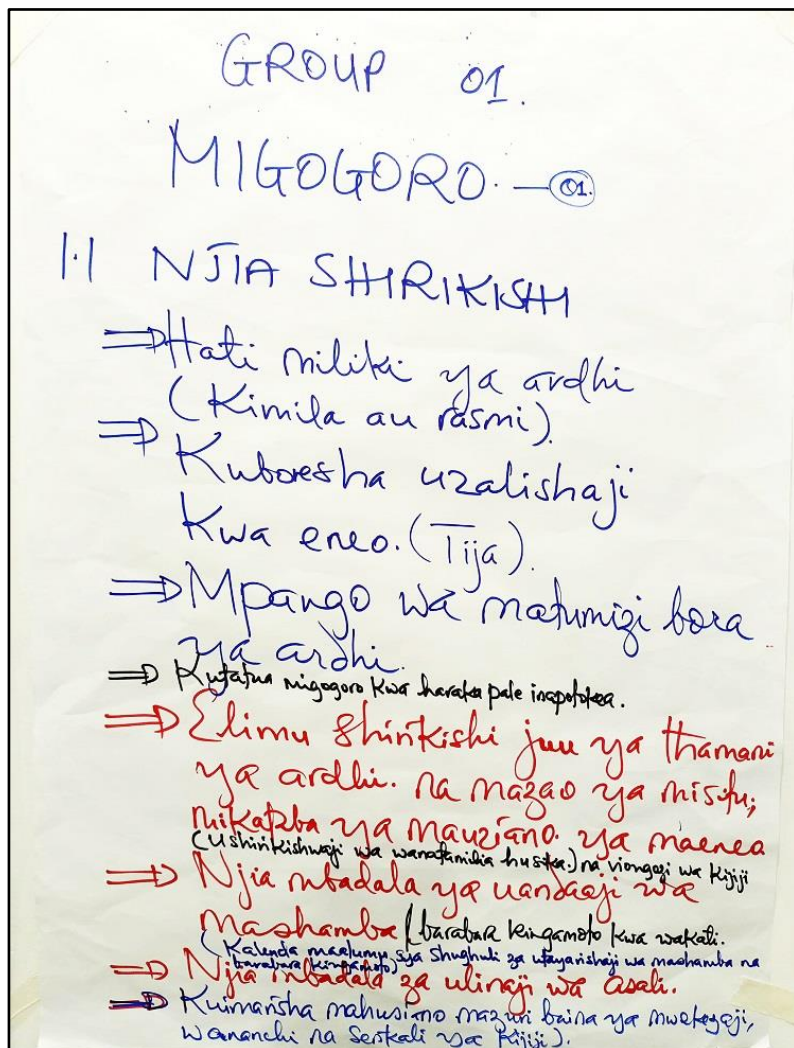 GROUP 01.
MIGOGORO. — 01.
1.1 NJIA SHIRIKISHI
⇒ Hati miliki ya ardhi
(Kimila au rasmi).
⇒ Kuboresha uzalishaji
Kwa eneo. (Tija).
⇒ Mpango wa matumizi bora
ya ardhi.
⇒ Kutatua migogoro kwa haraka pale inapotokea.
⇒ Elimu shirikishi juu ya thamani
ya ardhi. na mazao ya misitu,
mikataba ya mauziano ya maeneo
(Ushirikishwaji wa wanafamilia husika.) na viongozi wa Kijiji
⇒ Njia mbadala ya uandaaji wa
mashamba / barabara kingamoto kwa wakati.
(Kalenda maalumu ya shughuli za utayarishaji wa mashamba na
barabara kingamoto)
⇒ Njia mbadala za ulinaji wa asali.
⇒ Kuimarisha mahusiano mazuri baina ya mwekezaji,
wananchi na Serikali ya Kijiji).